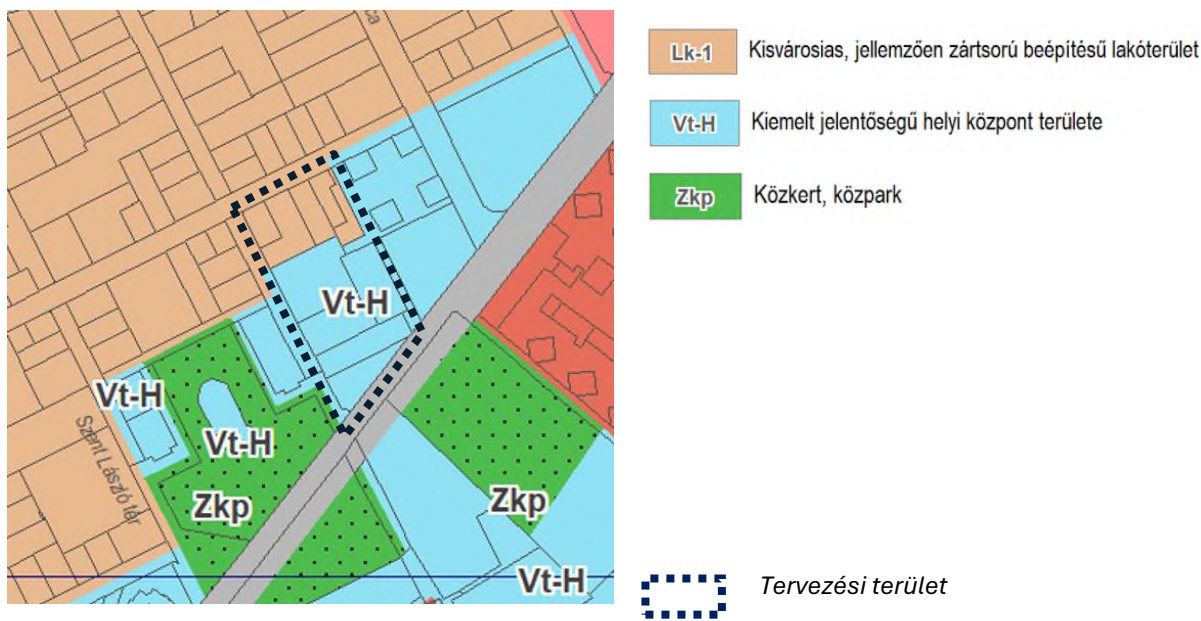 ca
Vt-H
Vt-H
Vt-H
Szent László tér
Zkp
Zkp
Vt-H
Lk-1 Kisvárosias, jellemzően zártsorú beépítésű lakóterület
Vt-H Kiemelt jelentőségű helyi központ területe
Zkp Közkert, közpark
Tervezési terület